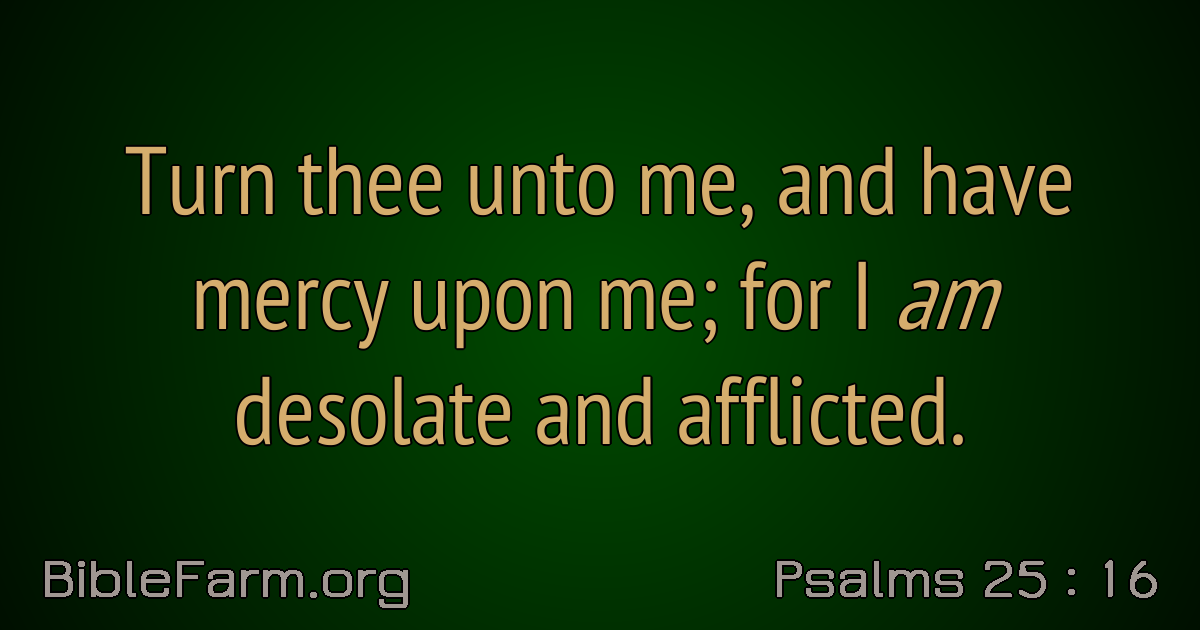 Turn thee unto me, and have
mercy upon me; for I am
desolate and afflicted.
BibleFarm.org
Psalms 25 : 16